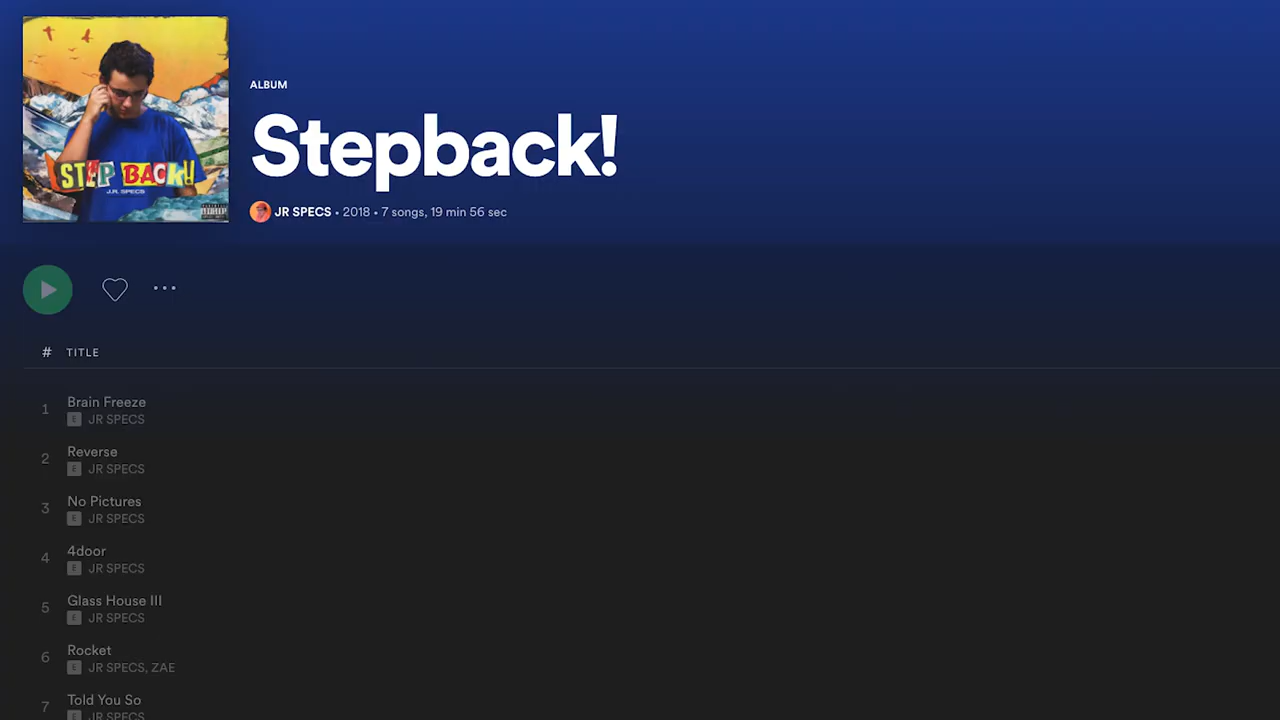 STEP BACK!!
J.R. SPECS
ALBUM
Stepback!
JR SPECS • 2018 • 7 songs, 19 min 56 sec
# TITLE
1 Brain Freeze
E JR SPECS
2 Reverse
E JR SPECS
3 No Pictures
E JR SPECS
4 4door
E JR SPECS
5 Glass House III
E JR SPECS
6 Rocket
E JR SPECS, ZAE
7 Told You So
E JR SPECS